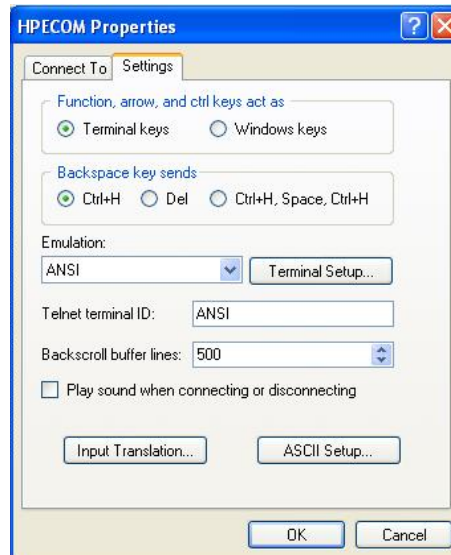 HPECOM Properties
Connect To Settings
Function, arrow, and ctrl keys act as
Terminal keys Windows keys
Backspace key sends
Ctrl+H Del Ctrl+H, Space, Ctrl+H
Emulation:
ANSI Terminal Setup...
Telnet terminal ID: ANSI
Backscroll buffer lines: 500
Play sound when connecting or disconnecting
Input Translation... ASCII Setup...
OK Cancel